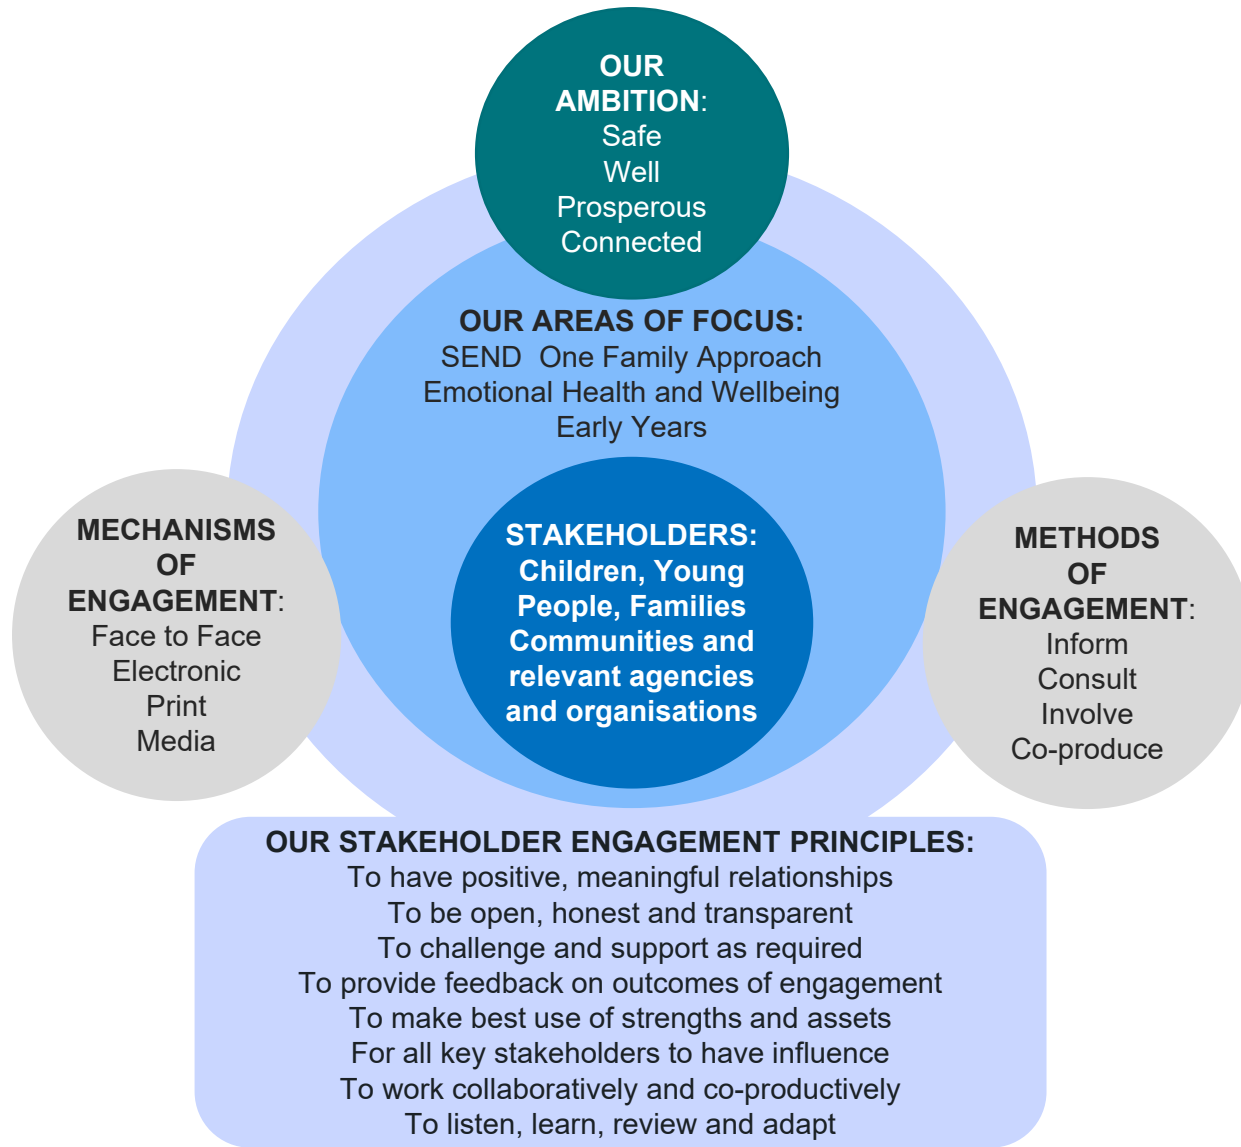 OUR
AMBITION:
Safe
Well
Prosperous
Connected
OUR AREAS OF FOCUS:
SEND  One Family Approach
Emotional Health and Wellbeing
Early Years
MECHANISMS
OF
ENGAGEMENT:
Face to Face
Electronic
Print
Media
STAKEHOLDERS:
Children, Young
People, Families
Communities and
relevant agencies
and organisations
METHODS
OF
ENGAGEMENT:
Inform
Consult
Involve
Co-produce
OUR STAKEHOLDER ENGAGEMENT PRINCIPLES:
To have positive, meaningful relationships
To be open, honest and transparent
To challenge and support as required
To provide feedback on outcomes of engagement
To make best use of strengths and assets
For all key stakeholders to have influence
To work collaboratively and co-productively
To listen, learn, review and adapt